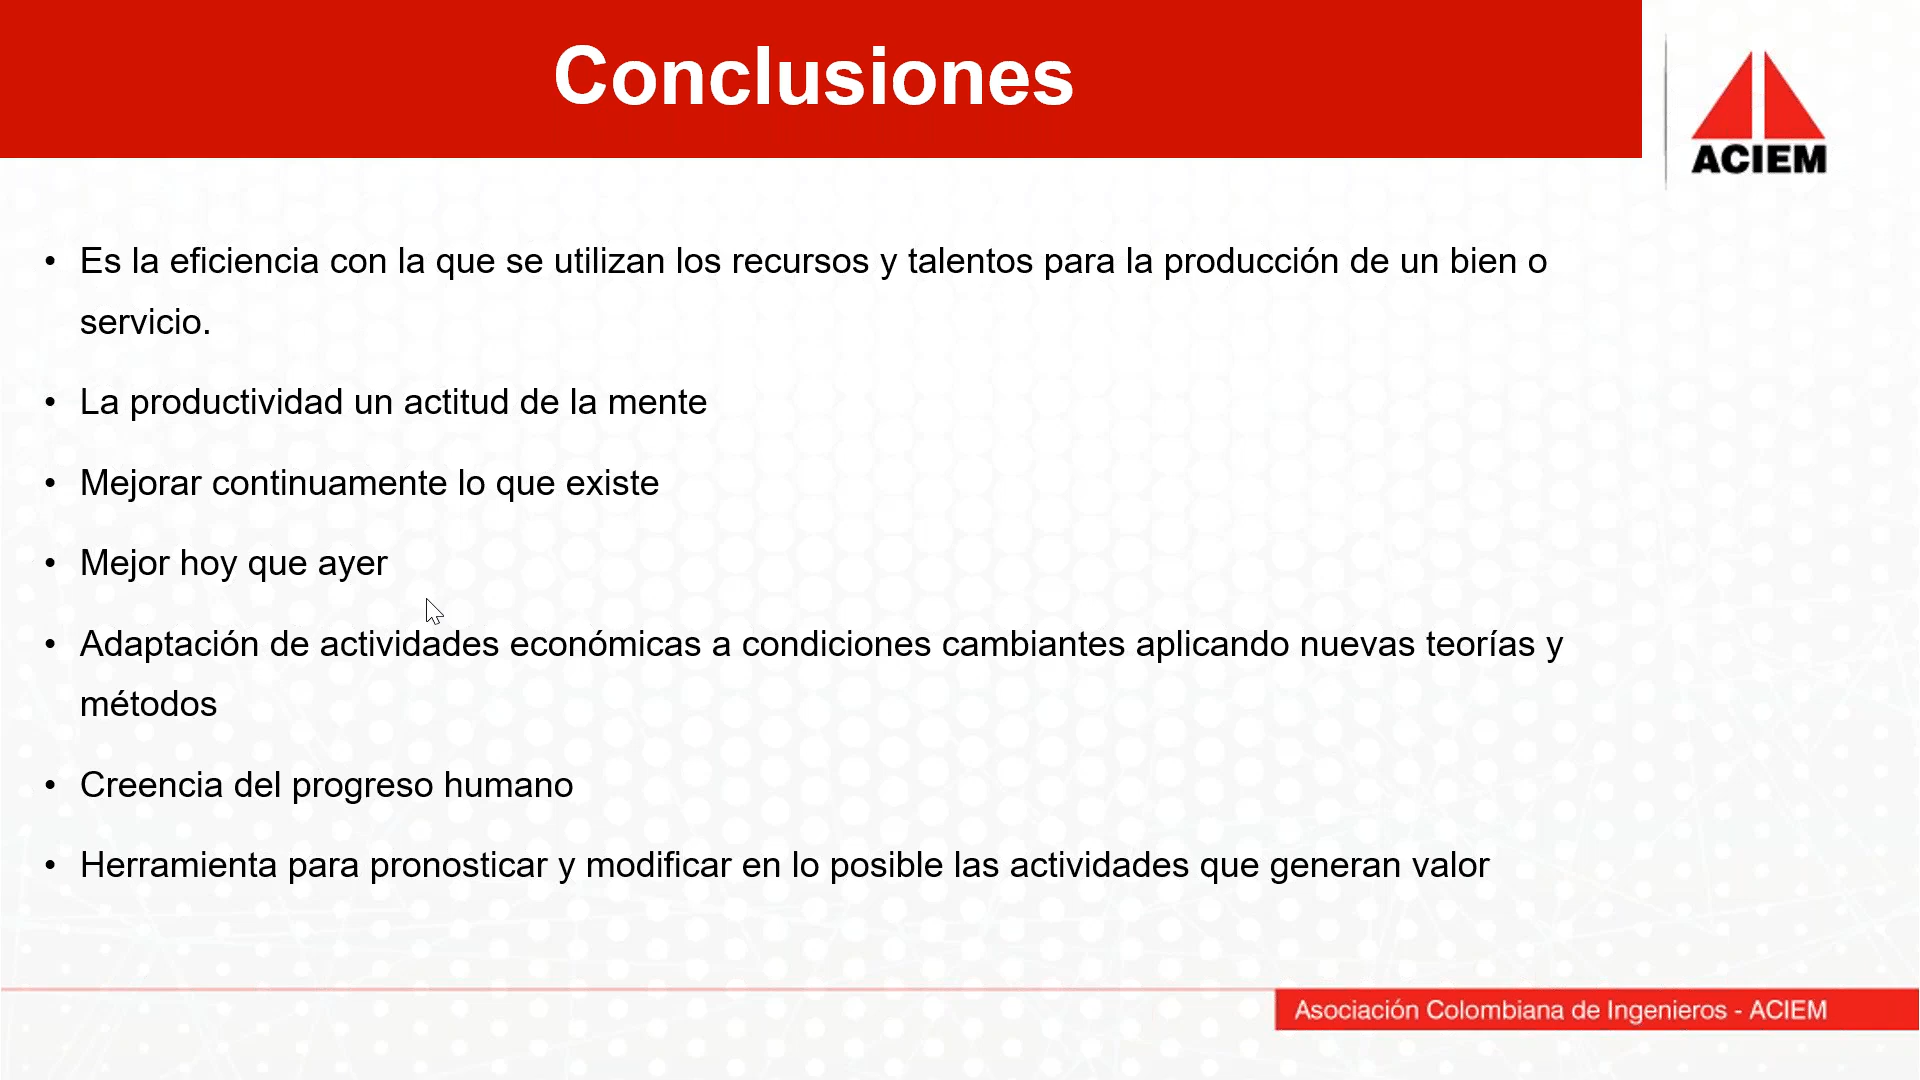 Conclusiones
ACIEM
• Es la eficiencia con la que se utilizan los recursos y talentos para la producción de un bien o
servicio.
• La productividad un actitud de la mente
• Mejorar continuamente lo que existe
• Mejor hoy que ayer
• Adaptación de actividades económicas a condiciones cambiantes aplicando nuevas teorías y
métodos
• Creencia del progreso humano
• Herramienta para pronosticar y modificar en lo posible las actividades que generan valor
Asociación Colombiana de Ingenieros - ACIEM